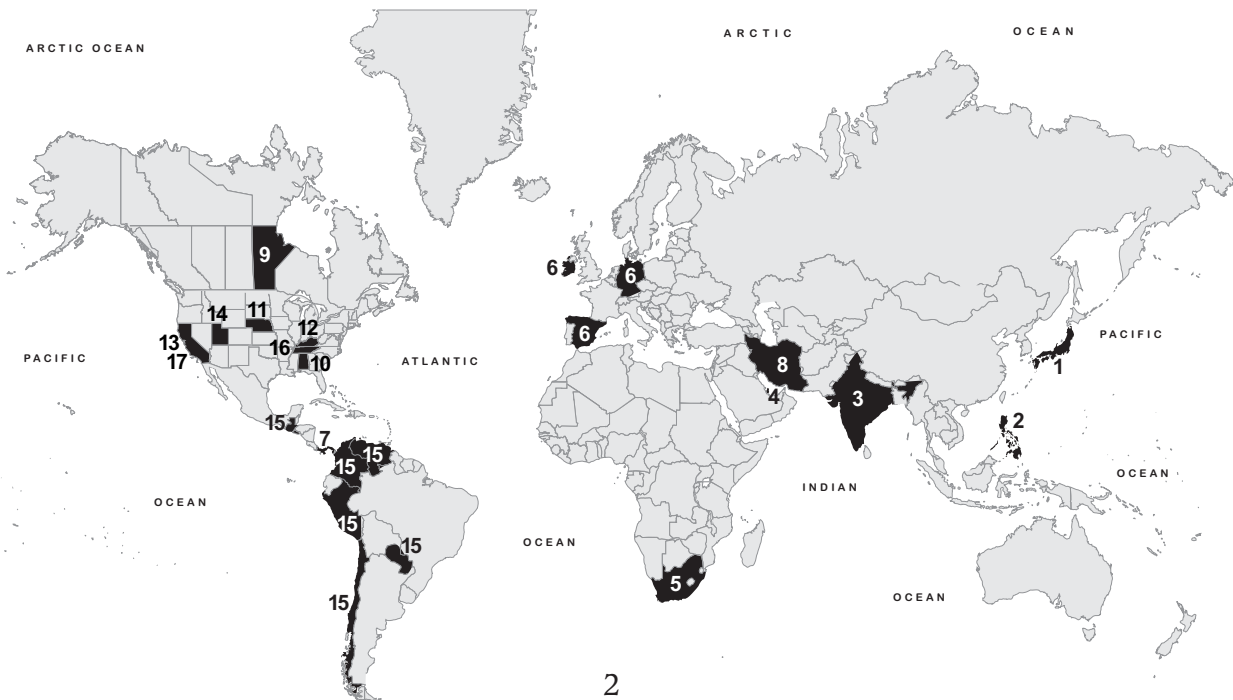 ARCTIC
OCEAN
ARCTIC OCEAN
9
6
6
11
14
12
6
13
16
PACIFIC
PACIFIC
17
10
ATLANTIC
8
1
4
3
15
2
7
15
15
OCEAN
INDIAN
OCEAN
15
15
OCEAN
5
OCEAN
15
2